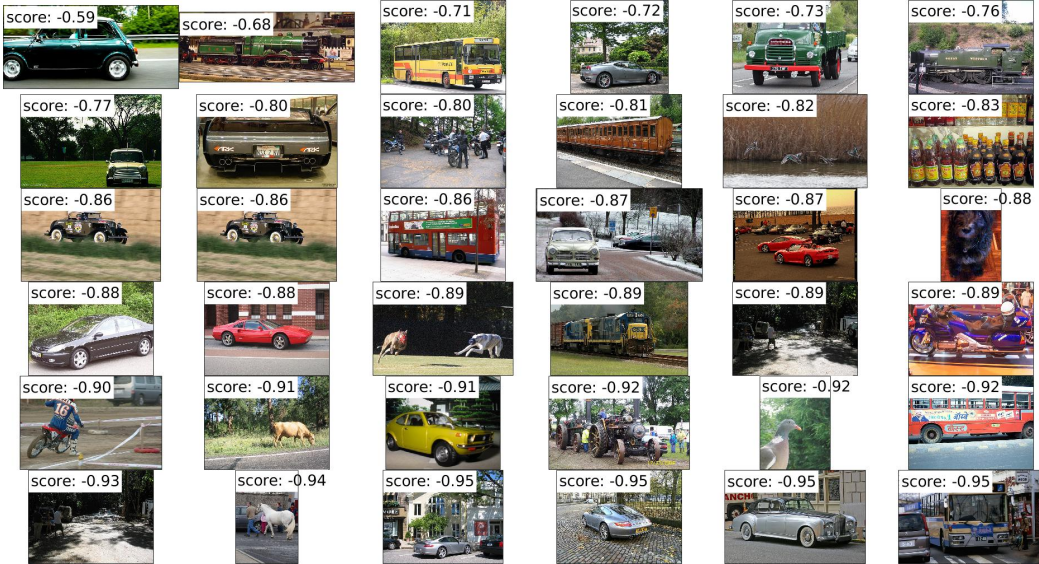 score: -0.59
score: -0.68
score: -0.71
score: -0.72
score: -0.73
score: -0.76
score: -0.77
score: -0.80
score: -0.80
score: -0.81
score: -0.82
score: -0.83
score: -0.86
score: -0.86
score: -0.86
score: -0.87
score: -0.87
score: -0.88
score: -0.88
score: -0.88
score: -0.89
score: -0.89
score: -0.89
score: -0.89
score: -0.90
16
score: -0.91
score: -0.91
score: -0.92
score: -0.92
score: -0.92
score: -0.93
score: -0.94
score: -0.95
score: -0.95
score: -0.95
score: -0.95